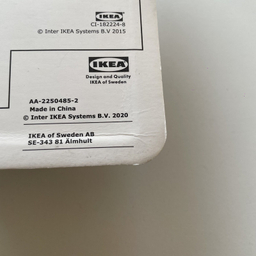 IKEA
CI-182224-8
© Inter IKEA Systems B.V 2015
IKEA
Design and Quality
IKEA of Sweden
AA-2250485-2
Made in China
© Inter IKEA Systems B.V. 2020
IKEA of Sweden AB
SE-343 81 Älmhult